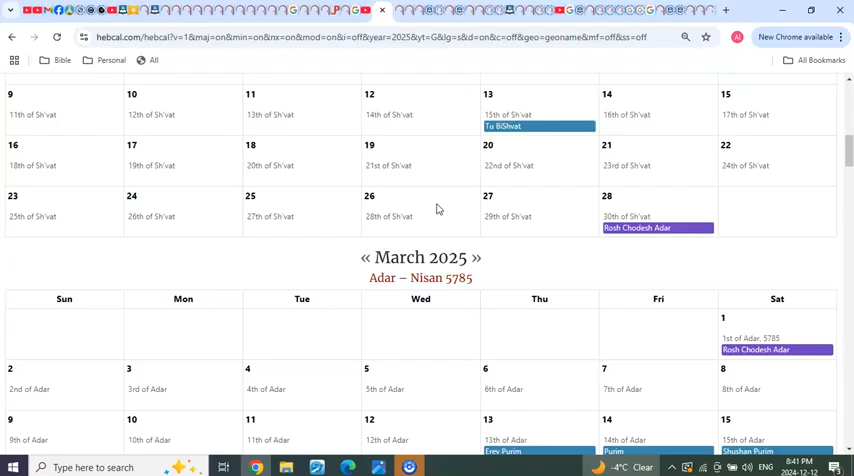 hebcal.com/hebcal?v=1&maj=on&min=on&nx=on&mod=on&i=off&year=2025&yt=G&lg=s&d=on&c=off&geo=geoname&mf=off&ss=off
AI
New Chrome available
Bible Personal All All Bookmarks
9 10 11 12 13 14 15
11th of Sh'vat 12th of Sh'vat 13th of Sh'vat 14th of Sh'vat 15th of Sh'vat 16th of Sh'vat 17th of Sh'vat
Tu BiShvat
16 17 18 19 20 21 22
18th of Sh'vat 19th of Sh'vat 20th of Sh'vat 21st of Sh'vat 22nd of Sh'vat 23rd of Sh'vat 24th of Sh'vat
23 24 25 26 27 28
25th of Sh'vat 26th of Sh'vat 27th of Sh'vat 28th of Sh'vat 29th of Sh'vat 30th of Sh'vat
Rosh Chodesh Adar
« March 2025 »
Adar – Nisan 5785
Sun Mon Tue Wed Thu Fri Sat
1
1st of Adar, 5785
Rosh Chodesh Adar
2 3 4 5 6 7 8
2nd of Adar 3rd of Adar 4th of Adar 5th of Adar 6th of Adar 7th of Adar 8th of Adar
9 10 11 12 13 14 15
9th of Adar 10th of Adar 11th of Adar 12th of Adar 13th of Adar 14th of Adar 15th of Adar
Erev Purim Purim Shushan Purim
Type here to search
-4°C Clear
8:41 PM
2024-12-12